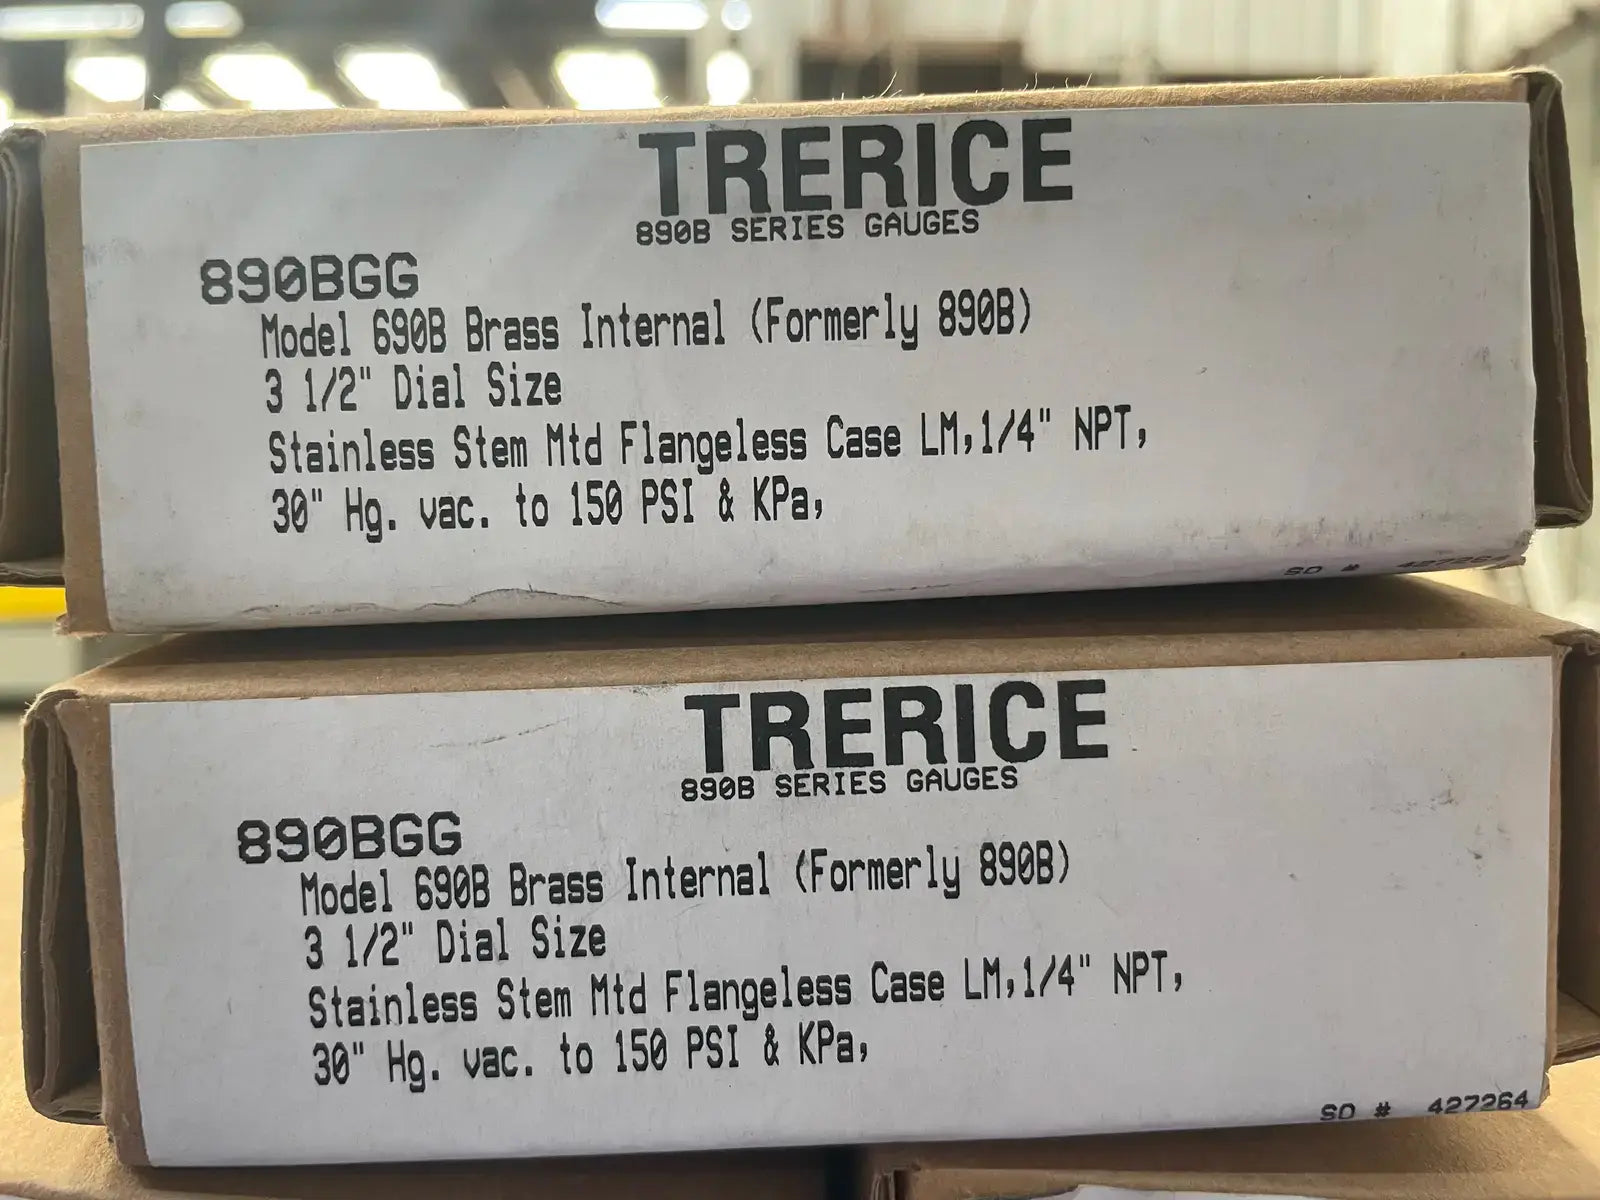 TRERICE
890B SERIES GAUGES
890BGG
Model 690B Brass Internal (Formerly 890B)
3 1/2" Dial Size
Stainless Stem Mtd Flangeless Case LM,1/4" NPT,
30" Hg. vac. to 150 PSI & KPa,
SO # 427264
TRERICE
890B SERIES GAUGES
890BGG
Model 690B Brass Internal (Formerly 890B)
3 1/2" Dial Size
Stainless Stem Mtd Flangeless Case LM,1/4" NPT,
30" Hg. vac. to 150 PSI & KPa,
SO # 427264